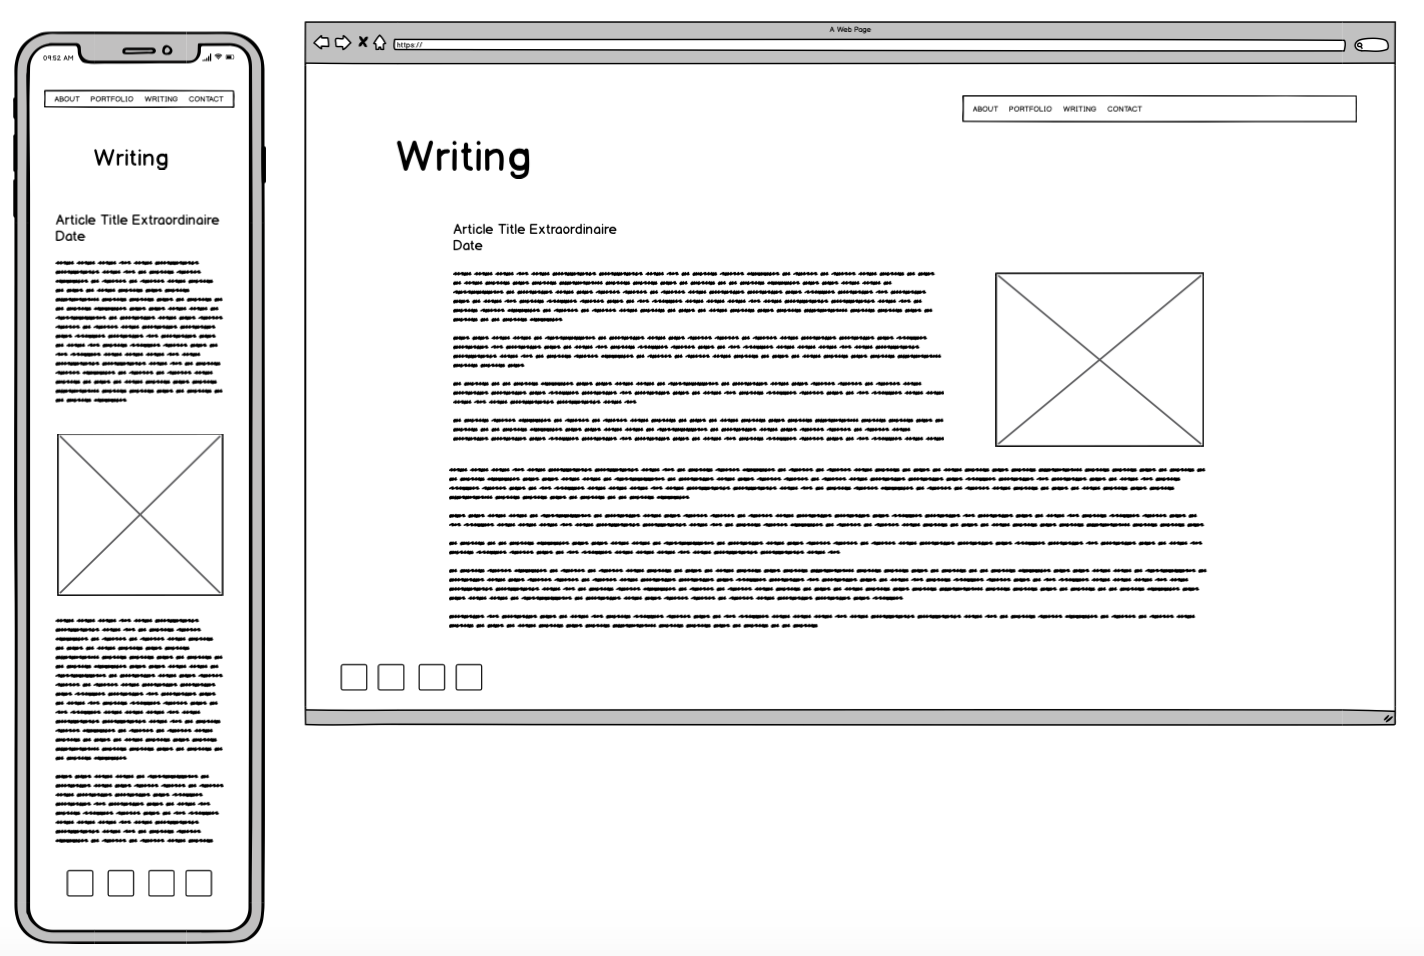 09:52 AM
ABOUT PORTFOLIO WRITING CONTACT
Writing
Article Title Extraordinaire
Date
A Web Page
https://
ABOUT PORTFOLIO WRITING CONTACT
Writing
Article Title Extraordinaire
Date